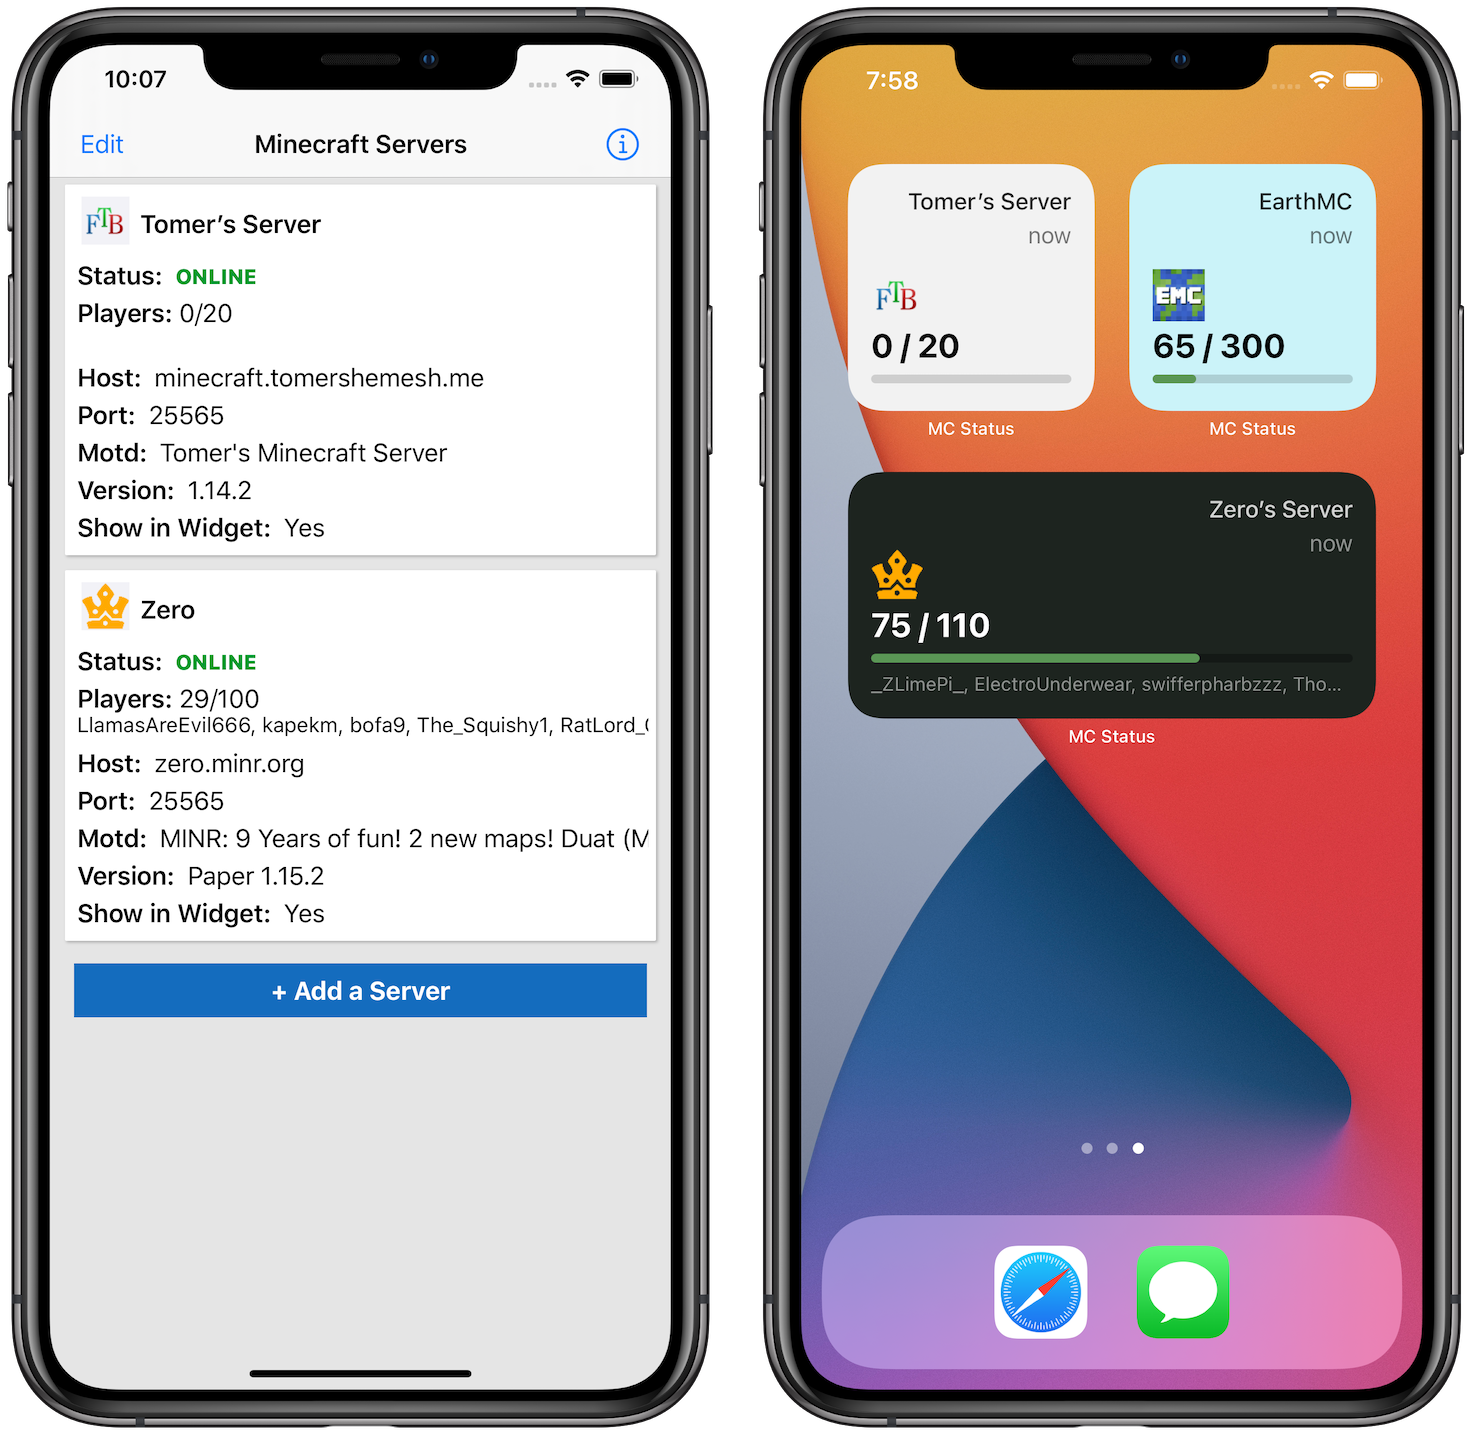 10:07
Edit
Minecraft Servers
FTB
Tomer's Server
Status: ONLINE
Players: 0/20
Host: minecraft.tomershemesh.me
Port: 25565
Motd: Tomer's Minecraft Server
Version: 1.14.2
Show in Widget: Yes
Zero
Status: ONLINE
Players: 29/100
LlamasAreEvil666, kapekm, bofa9, The_Squishy1, RatLord_
Host: zero.minr.org
Port: 25565
Motd: MINR: 9 Years of fun! 2 new maps! Duat (M
Version: Paper 1.15.2
Show in Widget: Yes
+ Add a Server
7:58
Tomer's Server
now
FTB
0 / 20
MC Status
EarthMC
now
EMC
65 / 300
MC Status
Zero's Server
now
75 / 110
_ZLimePi_, ElectroUnderwear, swifferpharbzzz, Tho...
MC Status